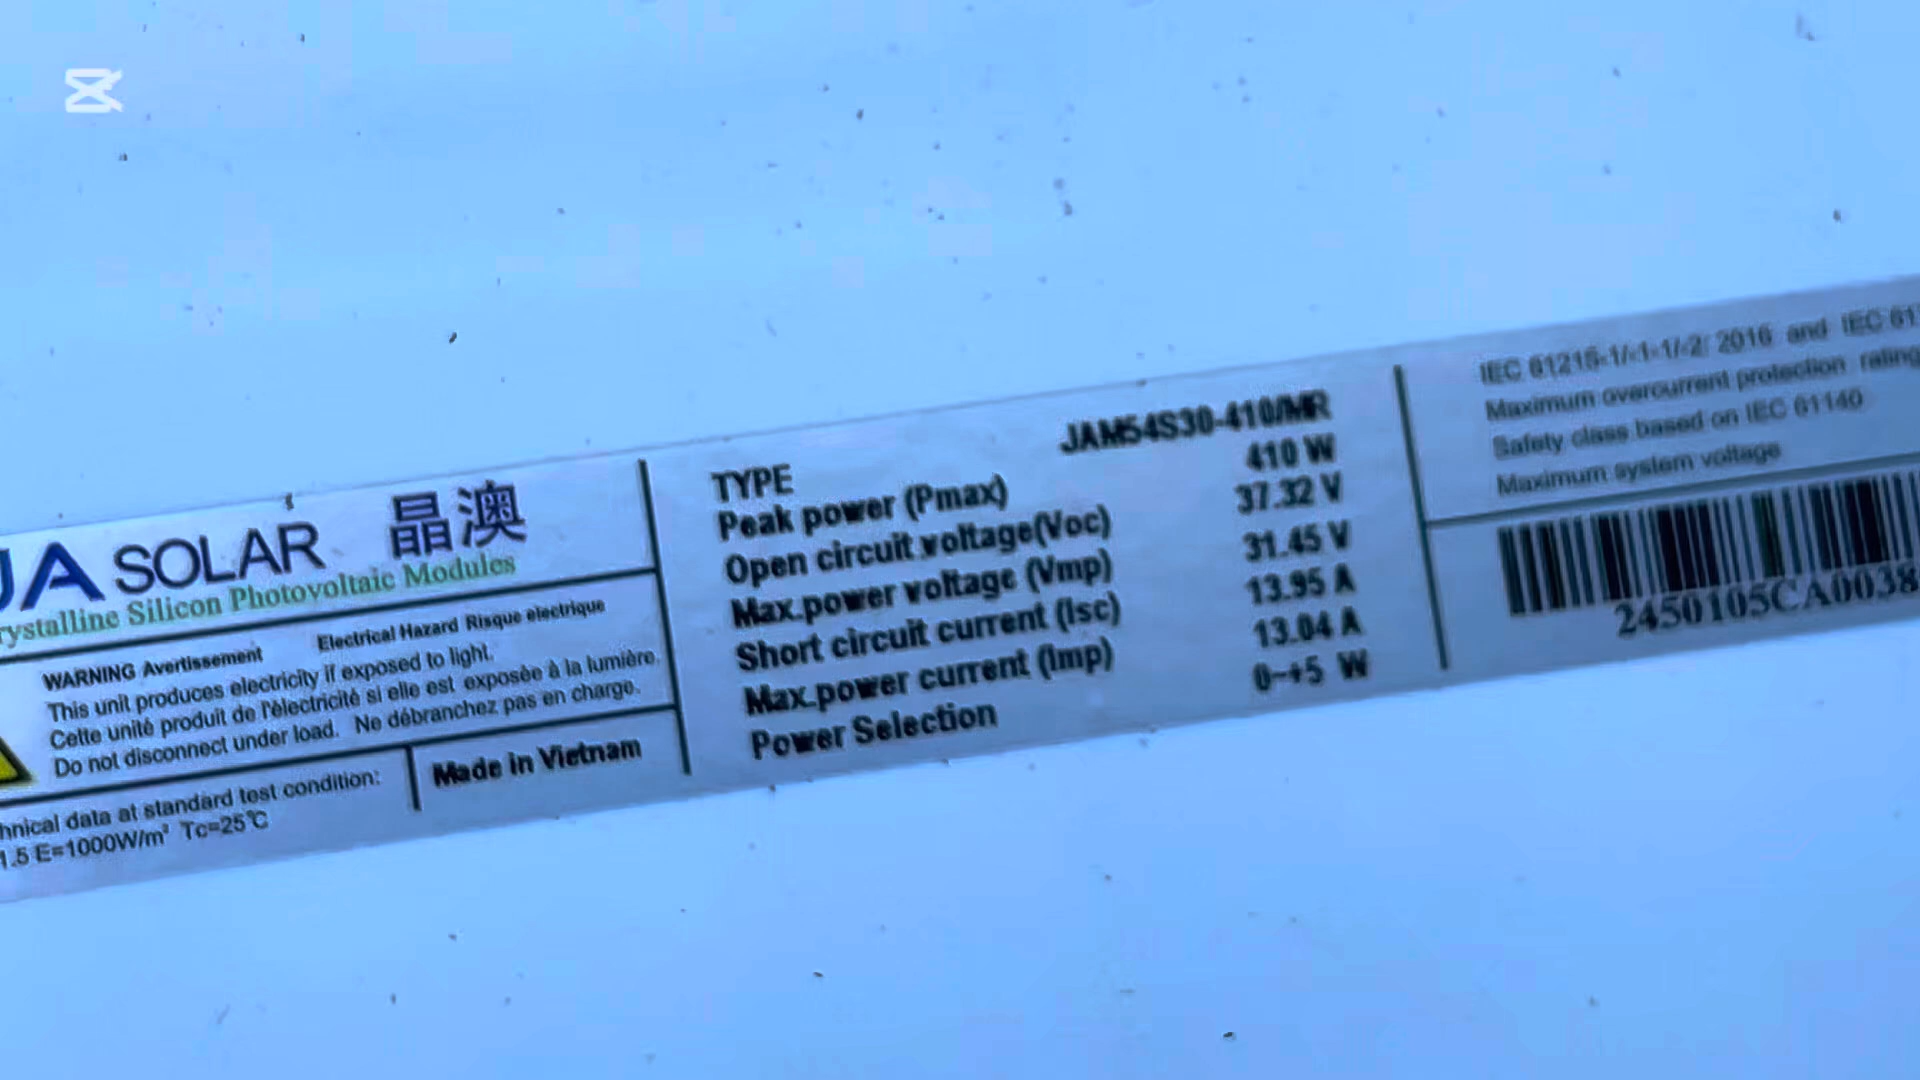 JA SOLAR 晶澳
rystalline Silicon Photovoltaic Modules
WARNING Avertissement Electrical Hazard Risque electrique
This unit produces electricity if exposed to light.
Cette unité produit de l'électricité si elle est exposée à la lumière.
Do not disconnect under load. Ne débranchez pas en charge.
hnical data at standard test condition:
1.5 E=1000W/m² Tc=25℃
Made in Vietnam
TYPE JAM54S30-410/MR
Peak power (Pmax) 410 W
Open circuit voltage(Voc) 37.32 V
Max.power voltage (Vmp) 31.45 V
Short circuit current (Isc) 13.95 A
Max.power current (Imp) 13.04 A
Power Selection 0~+5 W
IEC 61215-1/-1-1/-2: 2016 and IEC 61
Maximum overcurrent protection rating
Safety class based on IEC 61140
Maximum system voltage
2450105CA0038